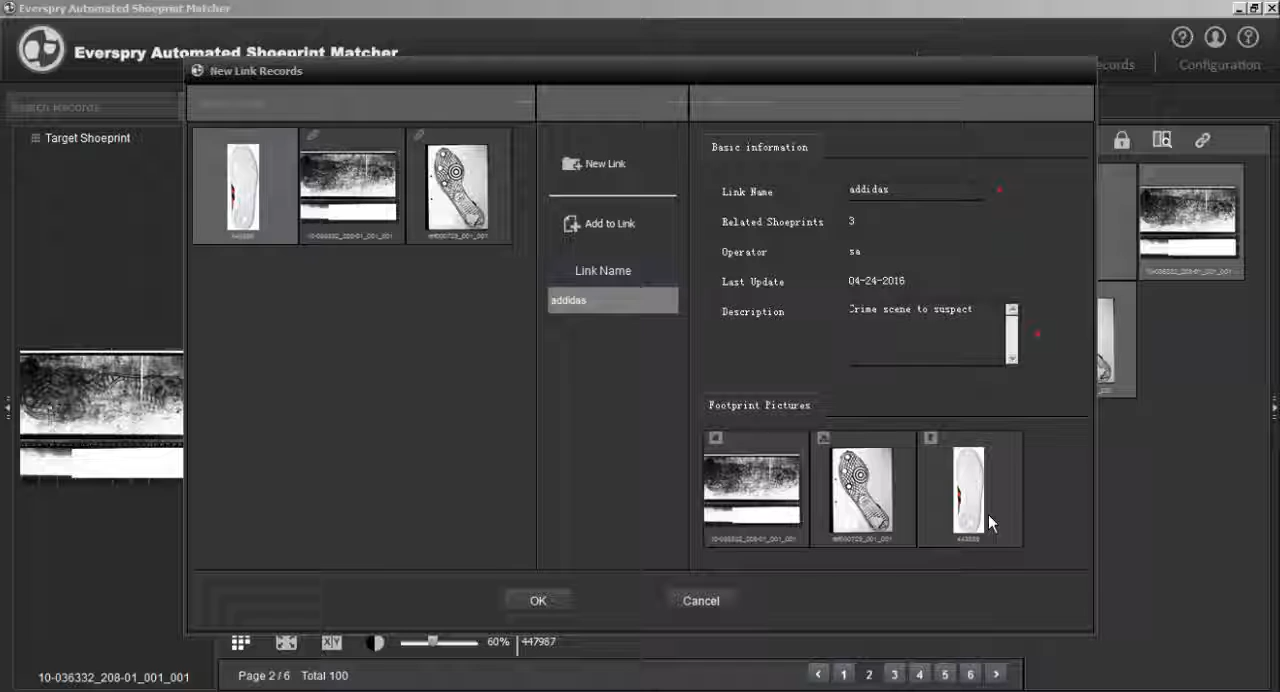 Everspry Automated Shoeprint Matcher
Everspry Automated Shoeprint Matcher
New Link Records
Configuration
Target Shoeprint
New Link
Add to Link
Link Name
addidas
Basic information
Link Name addidas *
Related Shoeprints 3
Operator sa
Last Update 04-24-2016
Description Crime scene to suspect *
Footprint Pictures
OK Cancel
60% 447987
10-036332_208-01_001_001
Page 2 / 6 Total 100
< 1 2 3 4 5 6 >